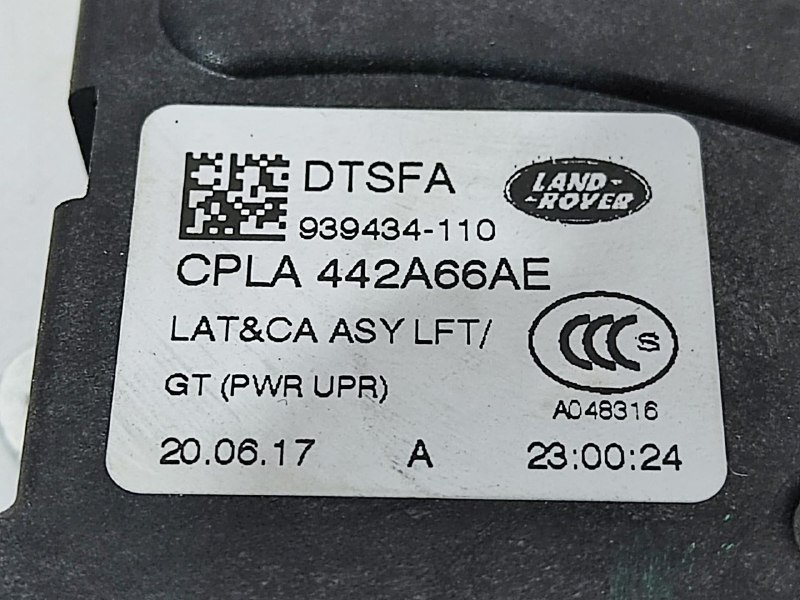 DTSFA
LAND-
-ROVER
939434-110
CPLA 442A66AE
LAT&CA ASY LFT/
CCC S
GT (PWR UPR)
A048316
20.06.17 A 23:00:24